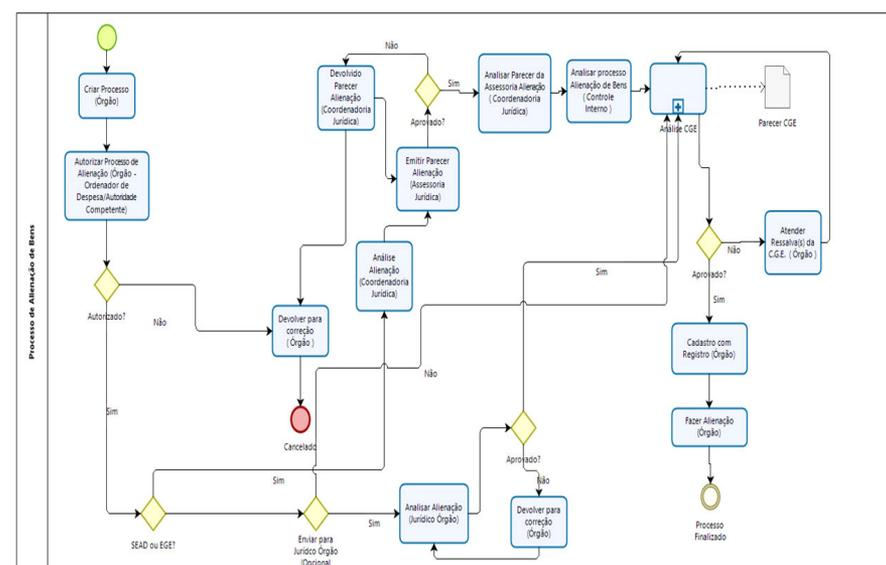 Processo de Alienação de Bens
Criar Processo
(Órgão)
Autorizar Processo de
Alienação (Órgão -
Ordenador de
Despesa/Autoridade
Competente)
Autorizado?
Não
Sim
SEAD ou EGE?
Sim
Devolver para
correção
(Órgão )
Cancelado
Enviar para
Jurídco Órgão
(Opcional
Não
Sim
Analisar Alienação
(Jurídico Órgão)
Aprovado?
Sim
Não
Devolver para
correção
(Órgão)
Análise
Alienação
(Coordenadoria
Jurídica)
Emitir Parecer
Alienação
(Assessoria
Jurídica)
Devolvido
Parecer
Alienação
(Coordenadoria
Jurídica)
Não
Aprovado?
Sim
Analisar Parecer da
Assessoria Alienação
( Coordenadoria
Jurídica)
Analisar processo
Alienação de Bens
( Controle
Interno )
Análise CGE
Parecer CGE
Aprovado?
Não
Atender
Ressalva(s) da
C.G.E. ( Órgão )
Sim
Cadastro com
Registro (Órgão)
Fazer Alienação
(Órgão)
Processo
Finalizado